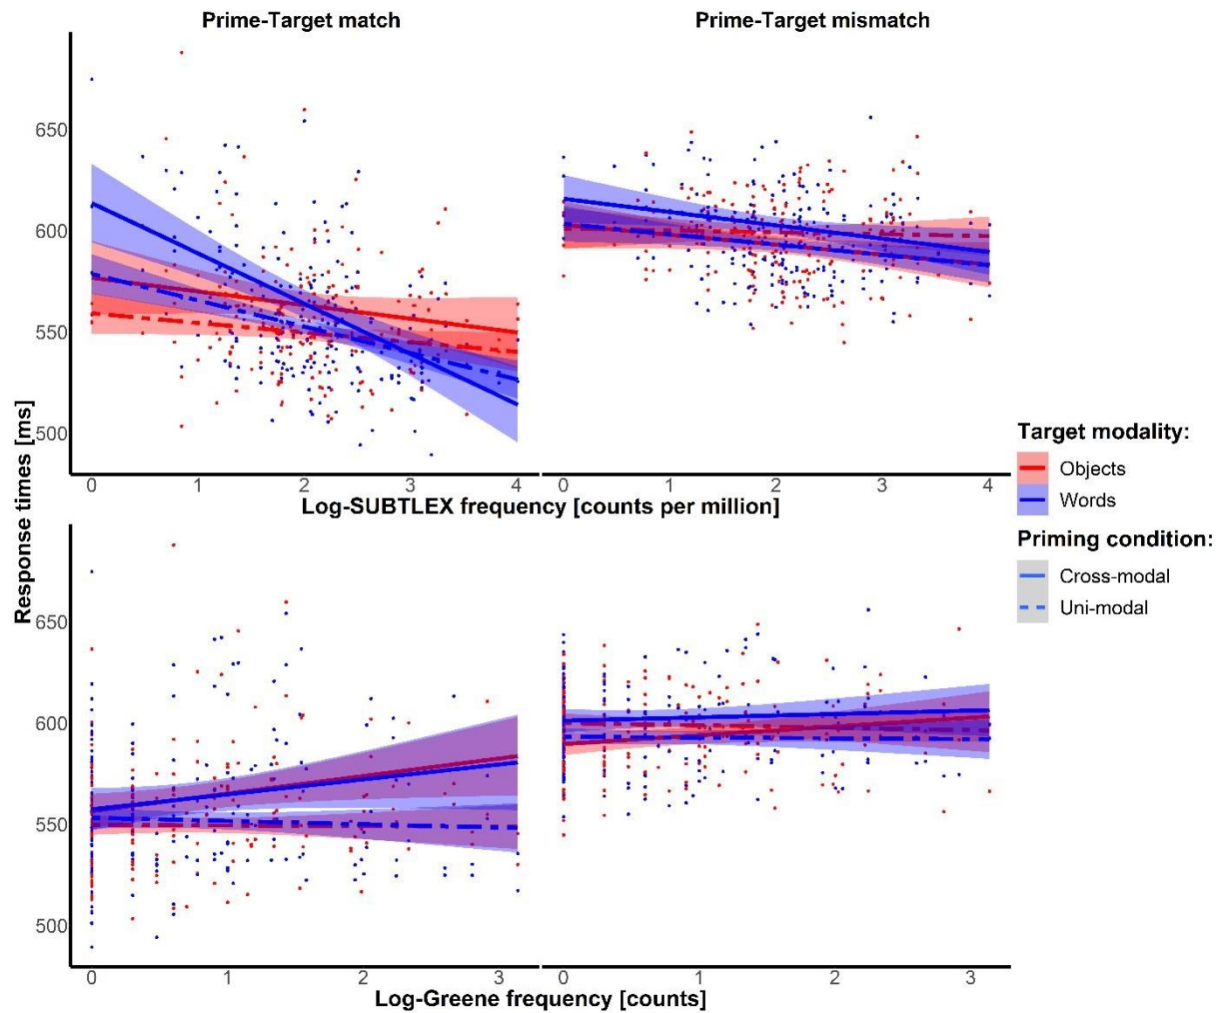 Prime-Target match
Prime-Target mismatch
Response times [ms]
650
600
550
500
0 1 2 3 4
0 1 2 3 4
Log-SUBTLEX frequency [counts per million]
650
600
550
500
0 1 2 3
0 1 2 3
Log-Greene frequency [counts]
Target modality:
Objects
Words
Priming condition:
Cross-modal
Uni-modal